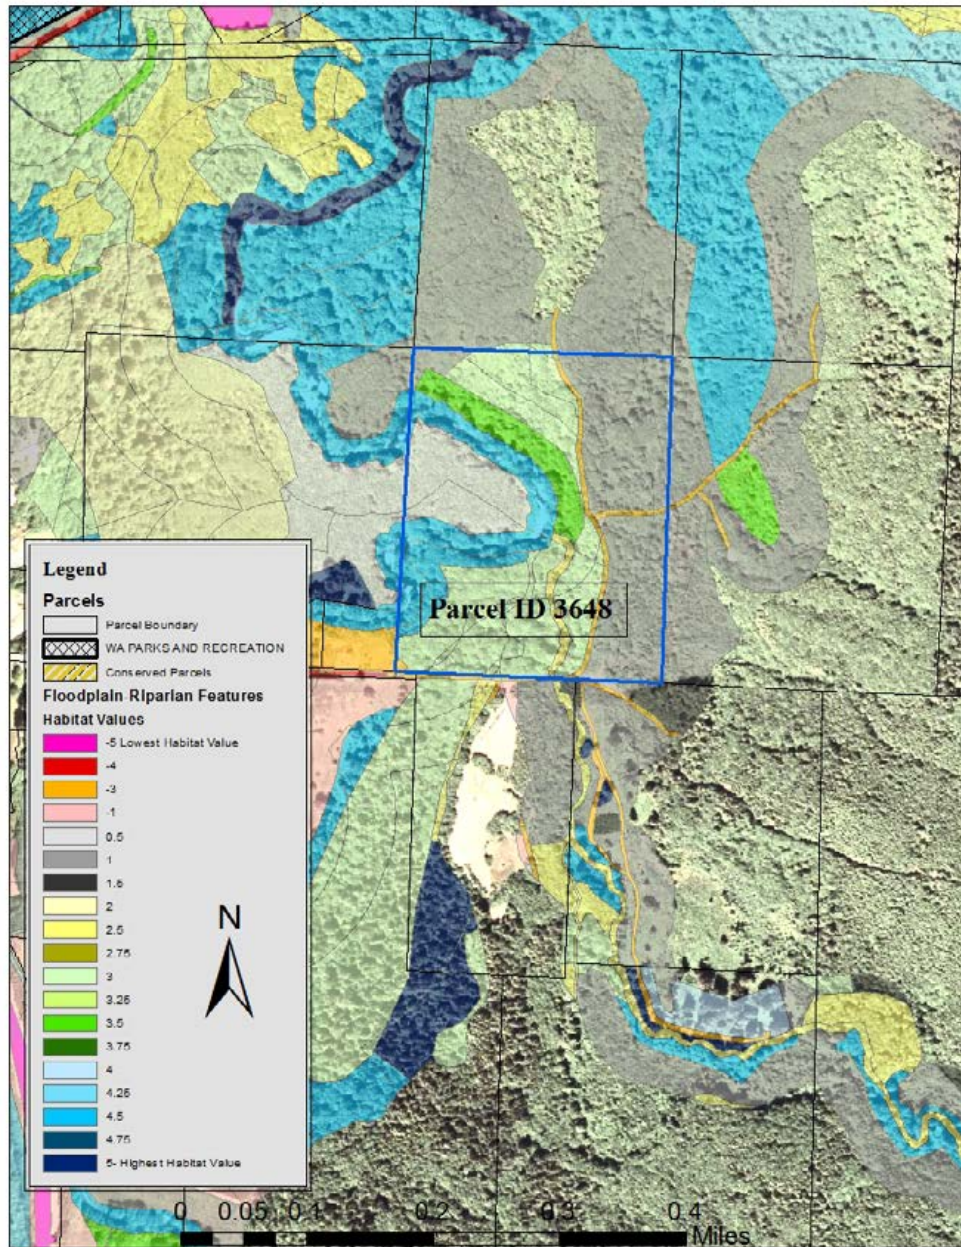 Parcel ID 3648
Legend
Parcels
Parcel Boundary
WA PARKS AND RECREATION
Conserved Parcels
Floodplain-Riparian Features
Habitat Values
-5 Lowest Habitat Value
-4
-3
-1
0.5
1
1.5
2
2.5
2.75
3
3.25
3.5
3.75
4
4.25
4.5
4.75
5- Highest Habitat Value
N
0 0.05 0.1 0.2 0.3 0.4
Miles